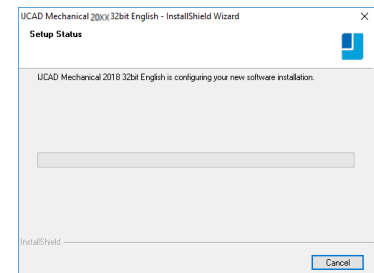 IJCAD Mechanical 20XX 32bit English - InstallShield Wizard
Setup Status
IJCAD Mechanical 2018 32bit English is configuring your new software installation.
InstallShield
Cancel